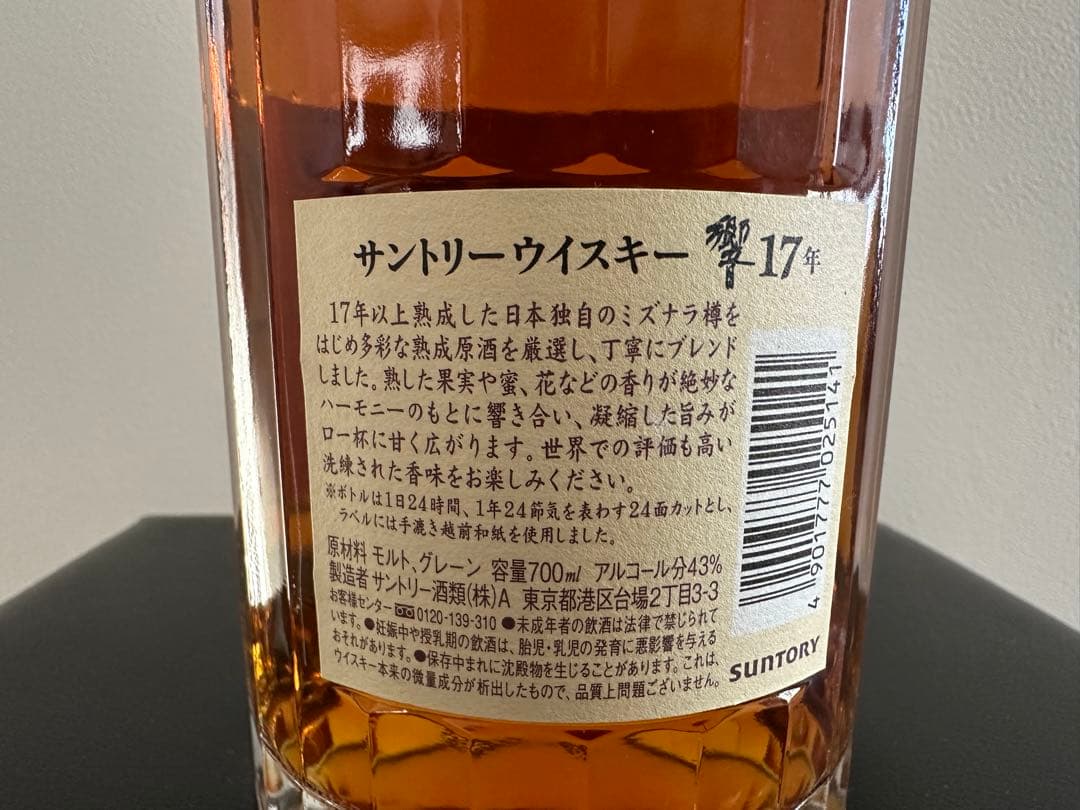 サントリーウイスキー 響 17年
17年以上熟成した日本独自のミズナラ樽を
はじめ多彩な熟成原酒を厳選し、丁寧にブレンド
しました。熟した果実や蜜、花などの香りが絶妙な
ハーモニーのもとに響き合い、凝縮した旨みが
口一杯に甘く広がります。世界での評価も高い
洗練された香味をお楽しみください。
※ボトルは1日24時間、1年24節気を表わす24面カットとし、
ラベルには手漉き越前和紙を使用しました。
原材料 モルト、グレーン 容量700ml アルコール分43%
製造者 サントリー酒類(株)A 東京都港区台場2丁目3-3
お客様センター 0120-139-310 ●未成年者の飲酒は法律で禁じられて
います。●妊娠中や授乳期の飲酒は、胎児・乳児の発育に悪影響を与える
おそれがあります。●保存中まれに沈殿物を生じることがあります。これは、
ウイスキー本来の微量成分が析出したもので、品質上問題ございません。
4 901777 025141
SUNTORY